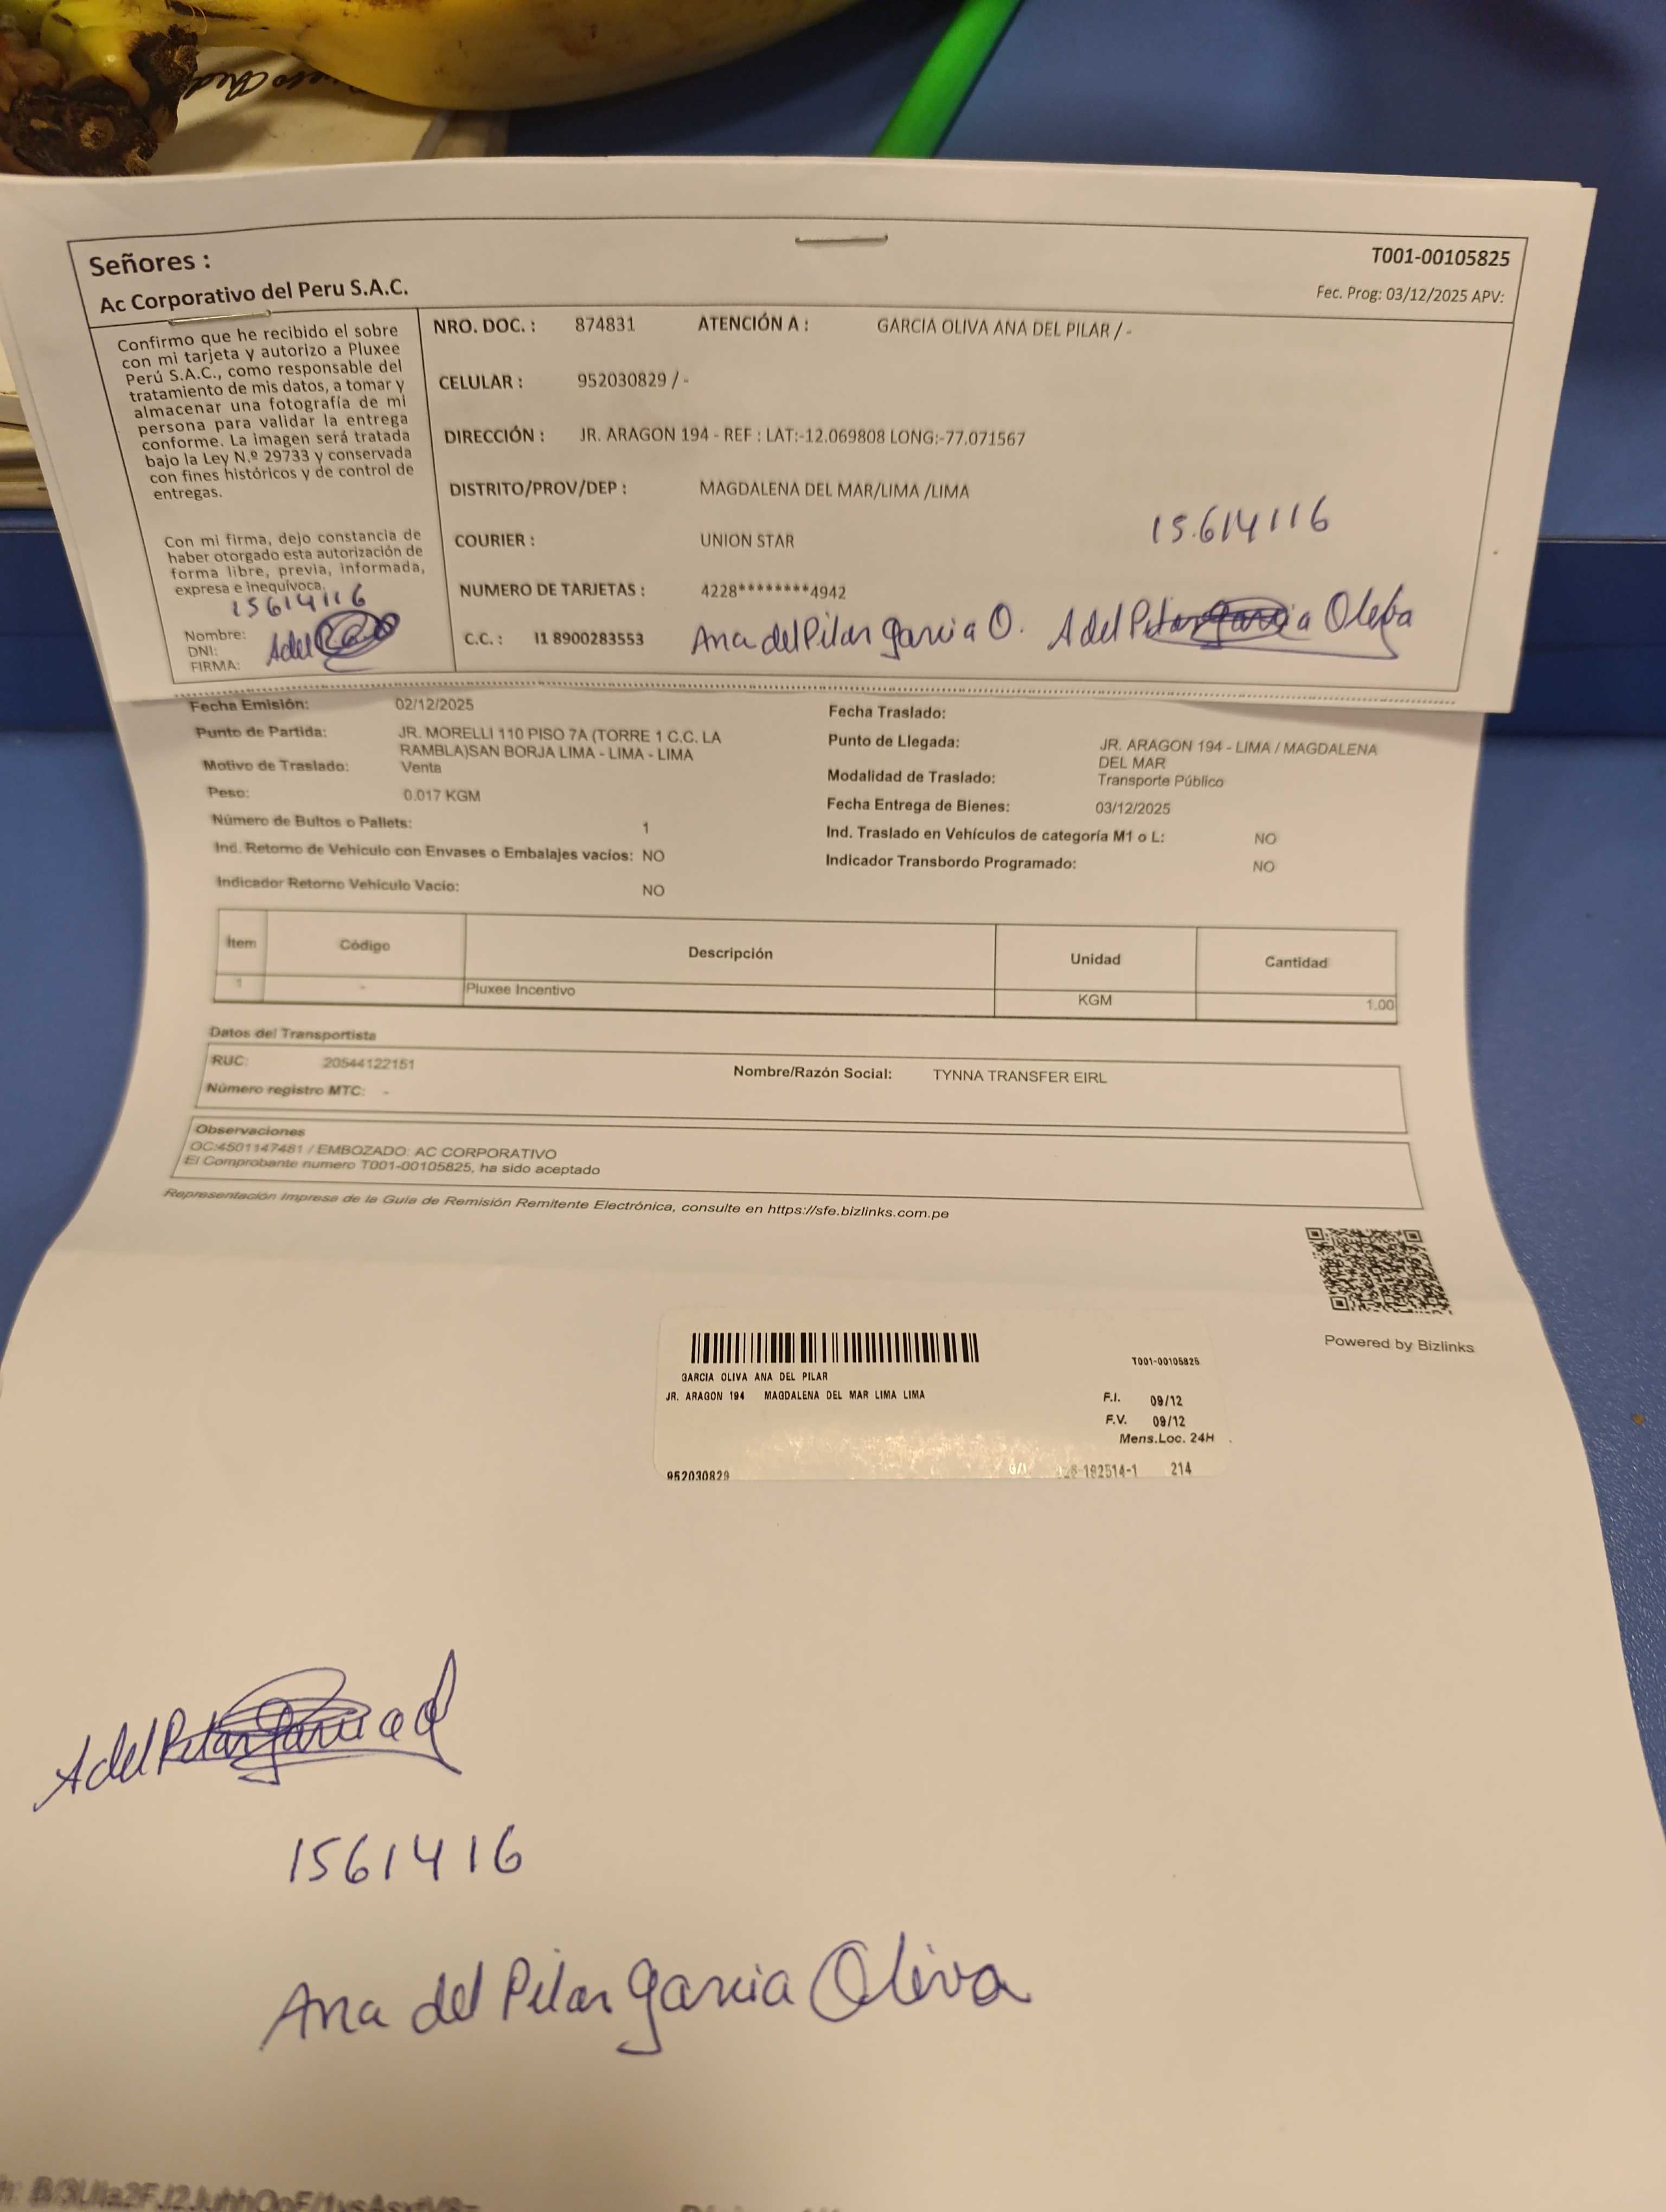 Señores :
T001-00105825
Ac Corporativo del Peru S.A.C.
Fec. Prog: 03/12/2025 APV:
Confirmo que he recibido el sobre
con mi tarjeta y autorizo a Pluxee
Perú S.A.C., como responsable del
tratamiento de mis datos, a tomar y
almacenar una fotografía de mi
persona para validar la entrega
conforme. La imagen será tratada
bajo la Ley N.º 29733 y conservada
con fines históricos y de control de
entregas.
Con mi firma, dejo constancia de
haber otorgado esta autorización de
forma libre, previa, informada,
expresa e inequívoca.
15614116
Nombre:
DNI:
FIRMA:
Adel
NRO. DOC. : 874831 ATENCIÓN A : GARCIA OLIVA ANA DEL PILAR / -
CELULAR : 952030829 / -
DIRECCIÓN : JR. ARAGON 194 - REF : LAT:-12.069808 LONG:-77.071567
DISTRITO/PROV/DEP : MAGDALENA DEL MAR/LIMA /LIMA
15.614116
COURIER : UNION STAR
NUMERO DE TARJETAS : 4228********4942
C.C. : I1 8900283553
Ana del Pilar Garcia O. Adel Pilar
Fecha Emisión: 02/12/2025
Fecha Traslado:
Punto de Partida: JR. MORELLI 110 PISO 7A (TORRE 1 C.C. LA
RAMBLA)SAN BORJA LIMA - LIMA - LIMA
Punto de Llegada: JR. ARAGON 194 - LIMA / MAGDALENA
DEL MAR
Motivo de Traslado: Venta
Modalidad de Traslado: Transporte Público
Peso: 0.017 KGM
Fecha Entrega de Bienes: 03/12/2025
Número de Bultos o Pallets: 1
Ind. Traslado en Vehículos de categoría M1 o L: NO
Ind. Retorno de Vehiculo con Envases o Embalajes vacíos: NO
Indicador Transbordo Programado: NO
Indicador Retorno Vehiculo Vacio: NO
Ítem Código Descripción Unidad Cantidad
1 - Pluxee Incentivo KGM 1.00
Datos del Transportista
RUC: 20544122151 Nombre/Razón Social: TYNNA TRANSFER EIRL
Número registro MTC: -
Observaciones
OC:4501147481 / EMBOZADO: AC CORPORATIVO
El Comprobante numero T001-00105825, ha sido aceptado
Representación Impresa de la Guía de Remisión Remitente Electrónica, consulte en https://sfe.bizlinks.com.pe
Powered by Bizlinks
T001-00105825
GARCIA OLIVA ANA DEL PILAR
JR. ARAGON 194 MAGDALENA DEL MAR LIMA LIMA
F.I. 09/12
F.V. 09/12
Mens.Loc. 24H
952030829
192514-1 214
Adel Pilar
1561416
Ana del Pilar Garcia Oliva